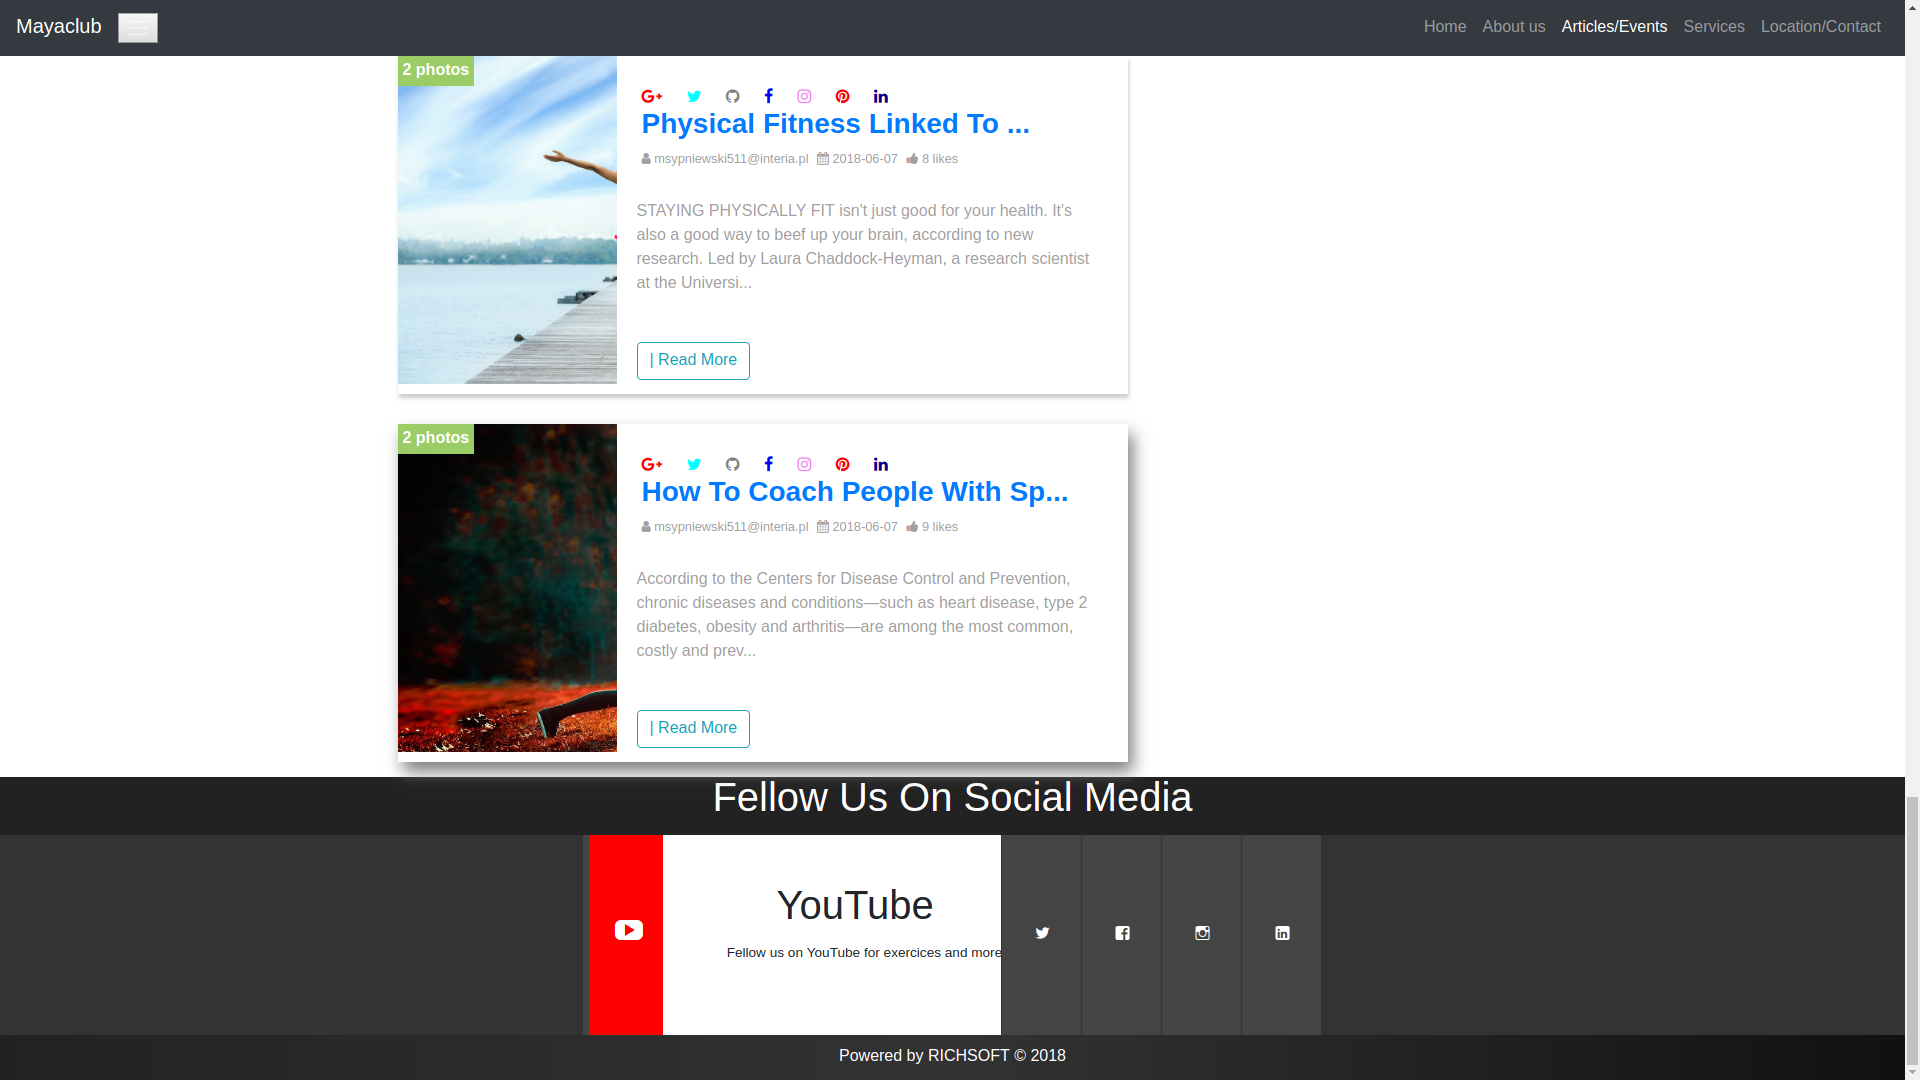 Mayaclub
Home About us Articles/Events Services Location/Contact
2 photos
Physical Fitness Linked To ...
msypniewski511@interia.pl 2018-06-07 8 likes
STAYING PHYSICALLY FIT isn't just good for your health. It's
also a good way to beef up your brain, according to new
research. Led by Laura Chaddock-Heyman, a research scientist
at the Universi...
| Read More
2 photos
How To Coach People With Sp...
msypniewski511@interia.pl 2018-06-07 9 likes
According to the Centers for Disease Control and Prevention,
chronic diseases and conditions—such as heart disease, type 2
diabetes, obesity and arthritis—are among the most common,
costly and prev...
| Read More
Fellow Us On Social Media
YouTube
Fellow us on YouTube for exercices and more
Powered by RICHSOFT © 2018